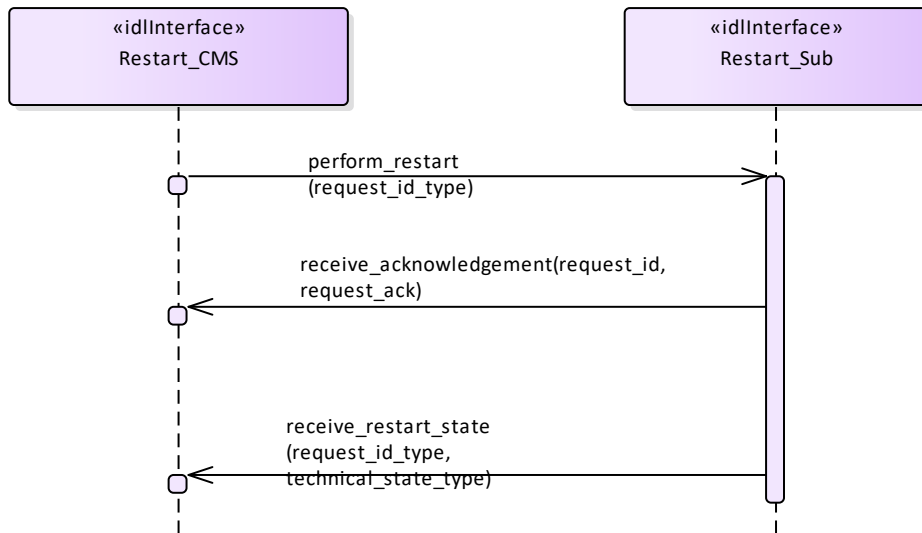 «idlInterface»
Restart_CMS
«idlInterface»
Restart_Sub
perform_restart
(request_id_type)
receive_acknowledgement(request_id,
request_ack)
receive_restart_state
(request_id_type,
technical_state_type)